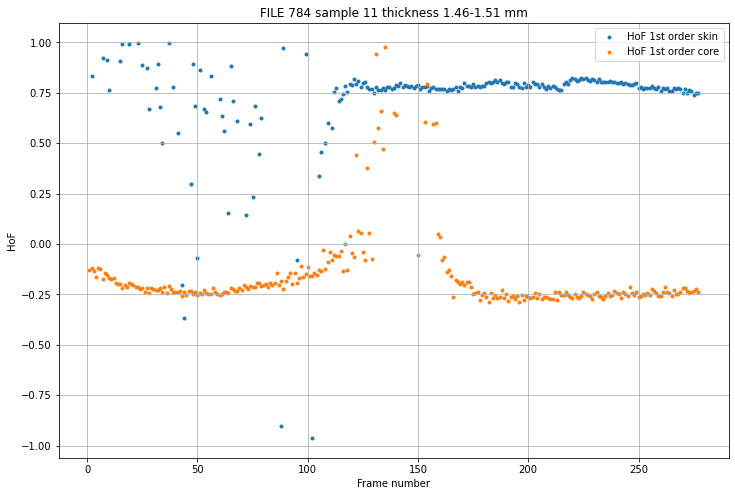 FILE 784 sample 11 thickness 1.46-1.51 mm
HoF 1st order skin
HoF 1st order core
1.00
0.75
0.50
0.25
0.00
−0.25
−0.50
−0.75
−1.00
HoF
0 50 100 150 200 250
Frame number